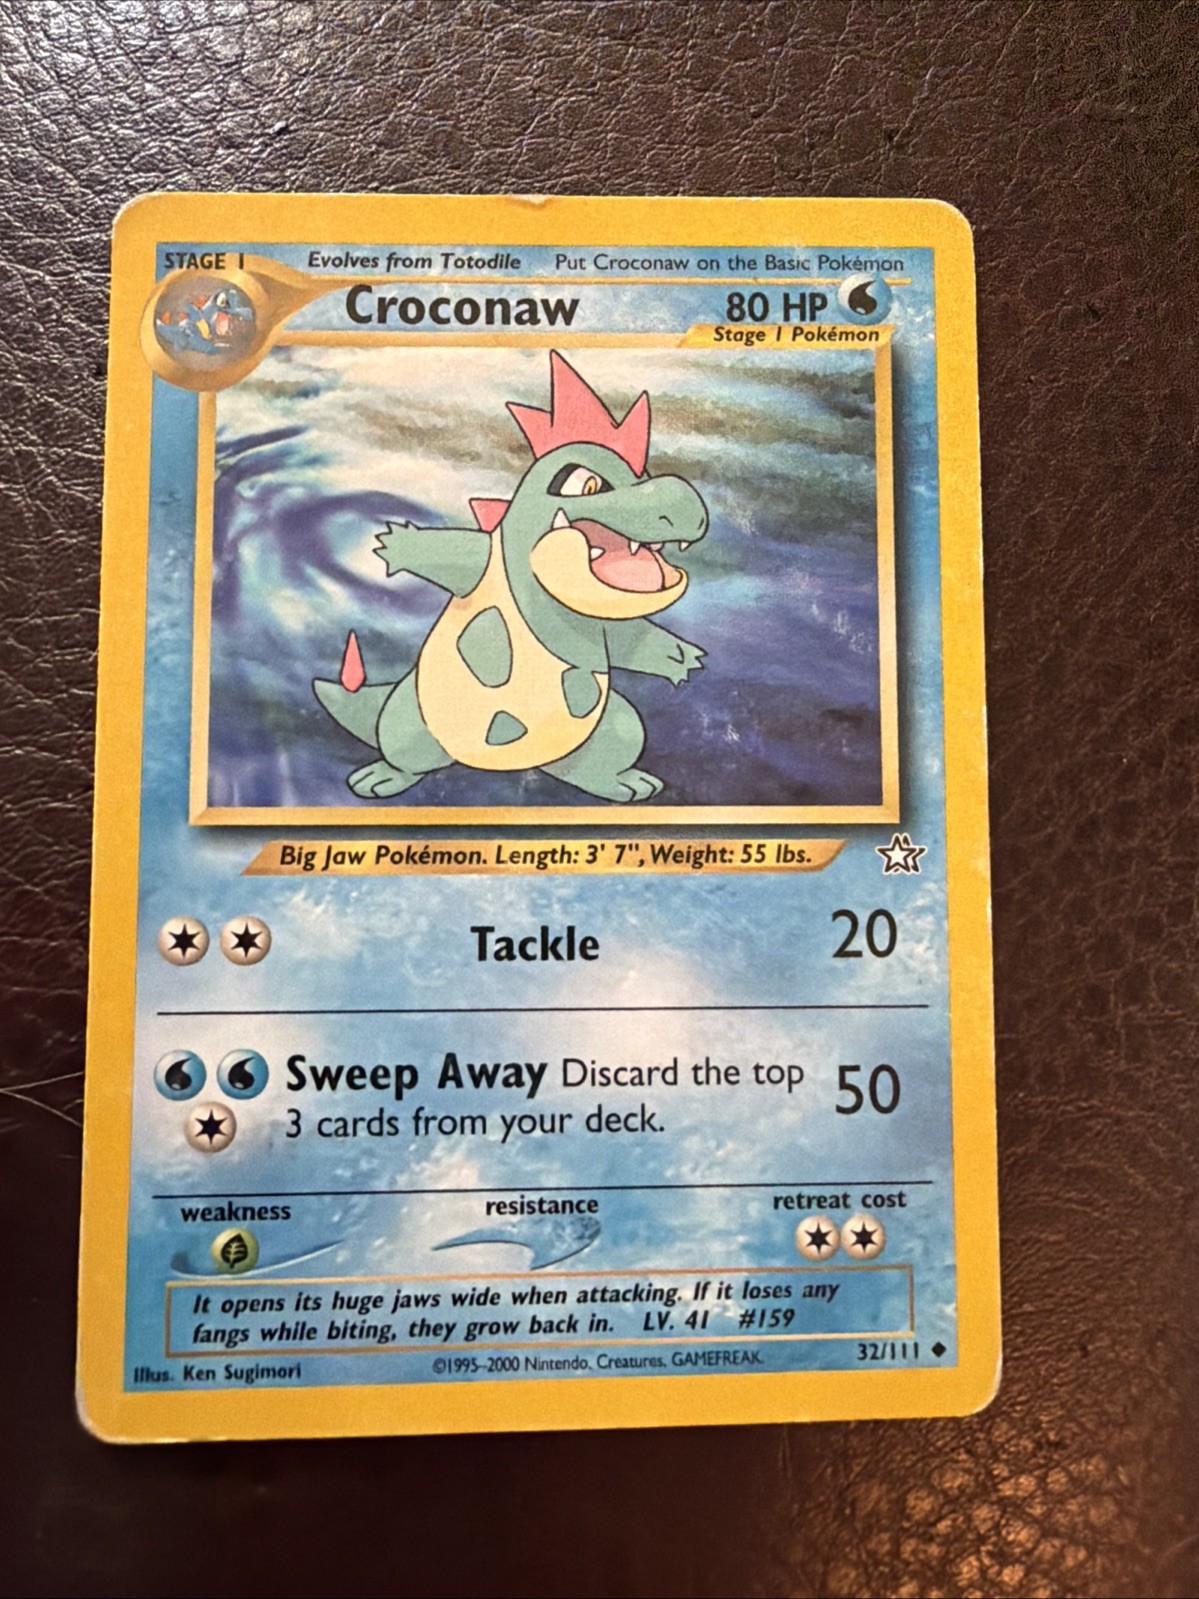 STAGE 1 Evolves from Totodile Put Croconaw on the Basic Pokémon
Croconaw 80 HP
Stage 1 Pokémon
Big Jaw Pokémon. Length: 3' 7", Weight: 55 lbs.
Tackle 20
Sweep Away Discard the top 50
3 cards from your deck.
weakness resistance retreat cost
It opens its huge jaws wide when attacking. If it loses any
fangs while biting, they grow back in. LV. 41 #159
Illus. Ken Sugimori ©1995–2000 Nintendo, Creatures, GAMEFREAK. 32/111